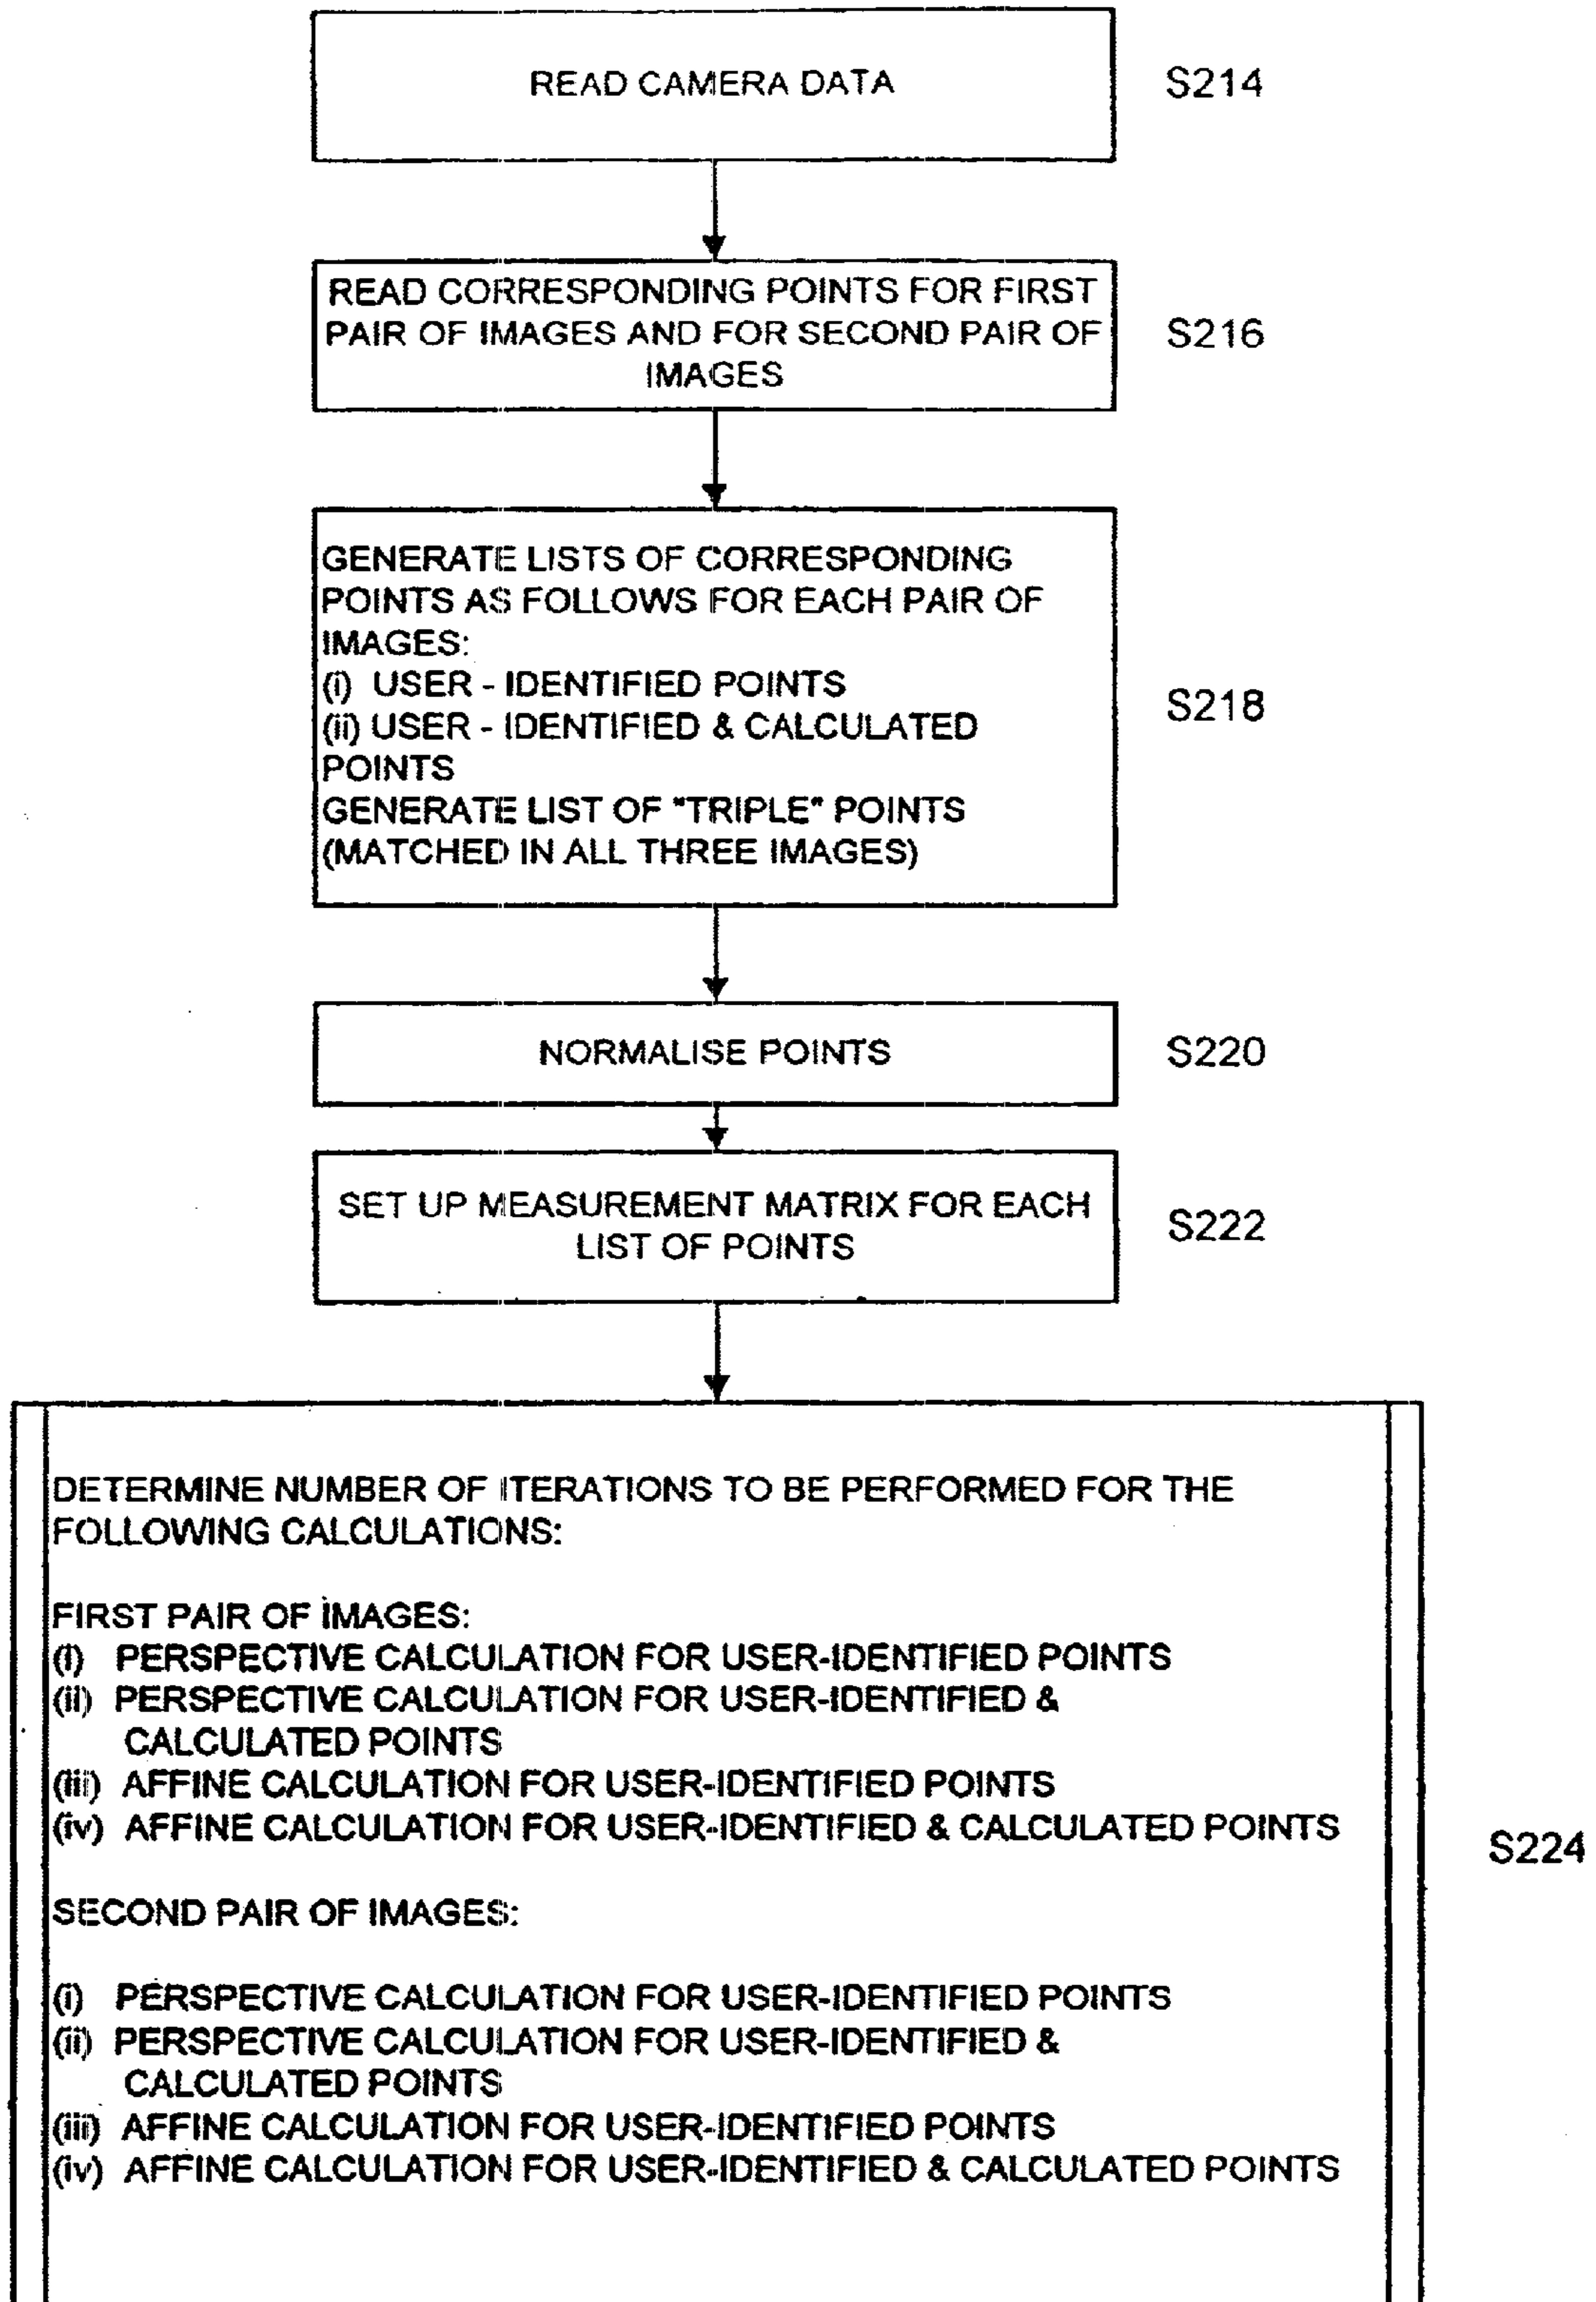 READ CAMERA DATA
S214
READ CORRESPONDING POINTS FOR FIRST
PAIR OF IMAGES AND FOR SECOND PAIR OF
IMAGES
S216
GENERATE LISTS OF CORRESPONDING
POINTS AS FOLLOWS FOR EACH PAIR OF
IMAGES:
(i) USER - IDENTIFIED POINTS
(ii) USER - IDENTIFIED & CALCULATED
POINTS
GENERATE LIST OF "TRIPLE" POINTS
(MATCHED IN ALL THREE IMAGES)
S218
NORMALISE POINTS
S220
SET UP MEASUREMENT MATRIX FOR EACH
LIST OF POINTS
S222
DETERMINE NUMBER OF ITERATIONS TO BE PERFORMED FOR THE
FOLLOWING CALCULATIONS:
FIRST PAIR OF IMAGES:
(i) PERSPECTIVE CALCULATION FOR USER-IDENTIFIED POINTS
(ii) PERSPECTIVE CALCULATION FOR USER-IDENTIFIED &
CALCULATED POINTS
(iii) AFFINE CALCULATION FOR USER-IDENTIFIED POINTS
(iv) AFFINE CALCULATION FOR USER-IDENTIFIED & CALCULATED POINTS
S224
SECOND PAIR OF IMAGES:
(i) PERSPECTIVE CALCULATION FOR USER-IDENTIFIED POINTS
(ii) PERSPECTIVE CALCULATION FOR USER-IDENTIFIED &
CALCULATED POINTS
(iii) AFFINE CALCULATION FOR USER-IDENTIFIED POINTS
(iv) AFFINE CALCULATION FOR USER-IDENTIFIED & CALCULATED POINTS